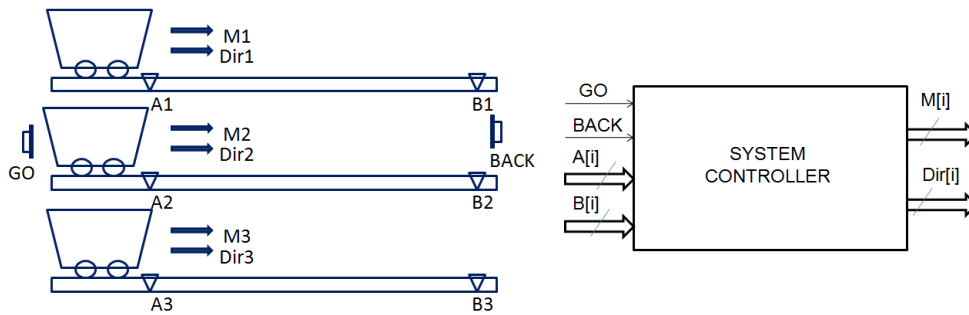 M1
Dir1
A1
B1
GO
M2
Dir2
BACK
A2
B2
M3
Dir3
A3
B3
GO
BACK
A[i]
B[i]
SYSTEM
CONTROLLER
M[i]
Dir[i]